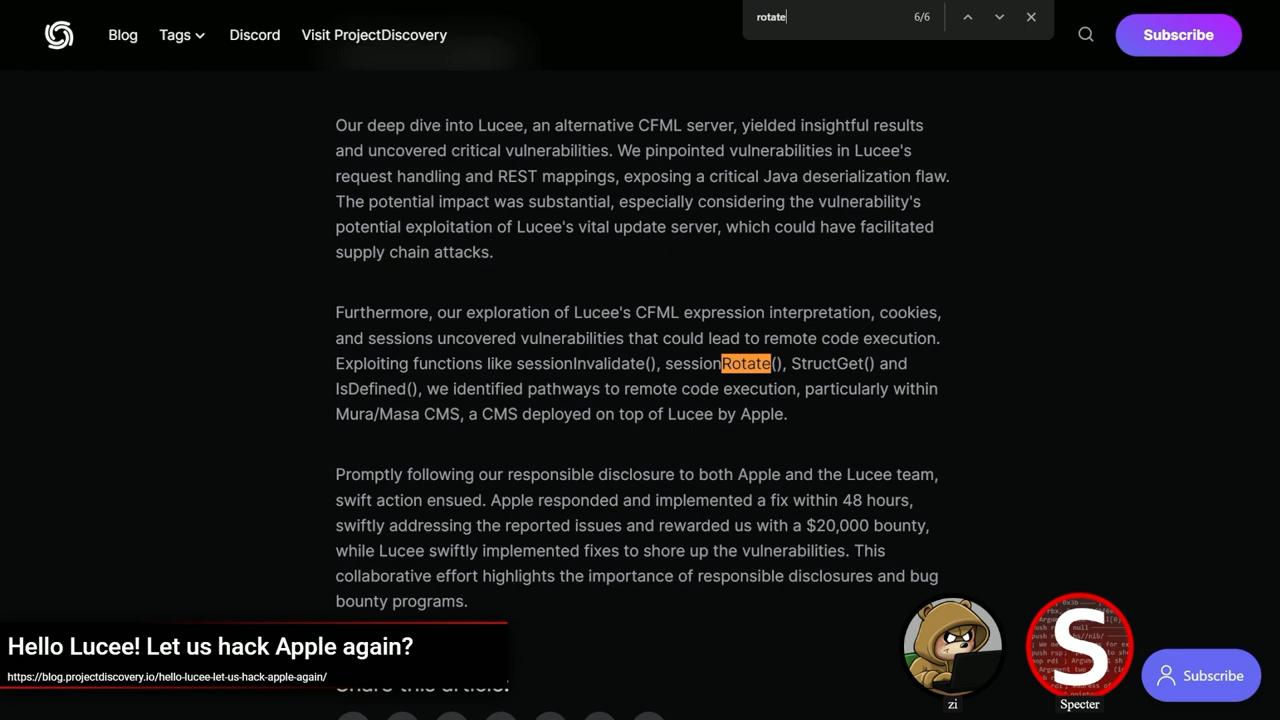 Blog
Tags
Discord
Visit ProjectDiscovery
rotate
6/6
Subscribe
Our deep dive into Lucee, an alternative CFML server, yielded insightful results
and uncovered critical vulnerabilities. We pinpointed vulnerabilities in Lucee's
request handling and REST mappings, exposing a critical Java deserialization flaw.
The potential impact was substantial, especially considering the vulnerability's
potential exploitation of Lucee's vital update server, which could have facilitated
supply chain attacks.
Furthermore, our exploration of Lucee's CFML expression interpretation, cookies,
and sessions uncovered vulnerabilities that could lead to remote code execution.
Exploiting functions like sessionInvalidate(), sessionRotate(), StructGet() and
IsDefined(), we identified pathways to remote code execution, particularly within
Mura/Masa CMS, a CMS deployed on top of Lucee by Apple.
Promptly following our responsible disclosure to both Apple and the Lucee team,
swift action ensued. Apple responded and implemented a fix within 48 hours,
swiftly addressing the reported issues and rewarded us with a $20,000 bounty,
while Lucee swiftly implemented fixes to shore up the vulnerabilities. This
collaborative effort highlights the importance of responsible disclosures and bug
bounty programs.
Hello Lucee! Let us hack Apple again?
https://blog.projectdiscovery.io/hello-lucee-let-us-hack-apple-again/
Share this article:
zi
S
Specter
Subscribe